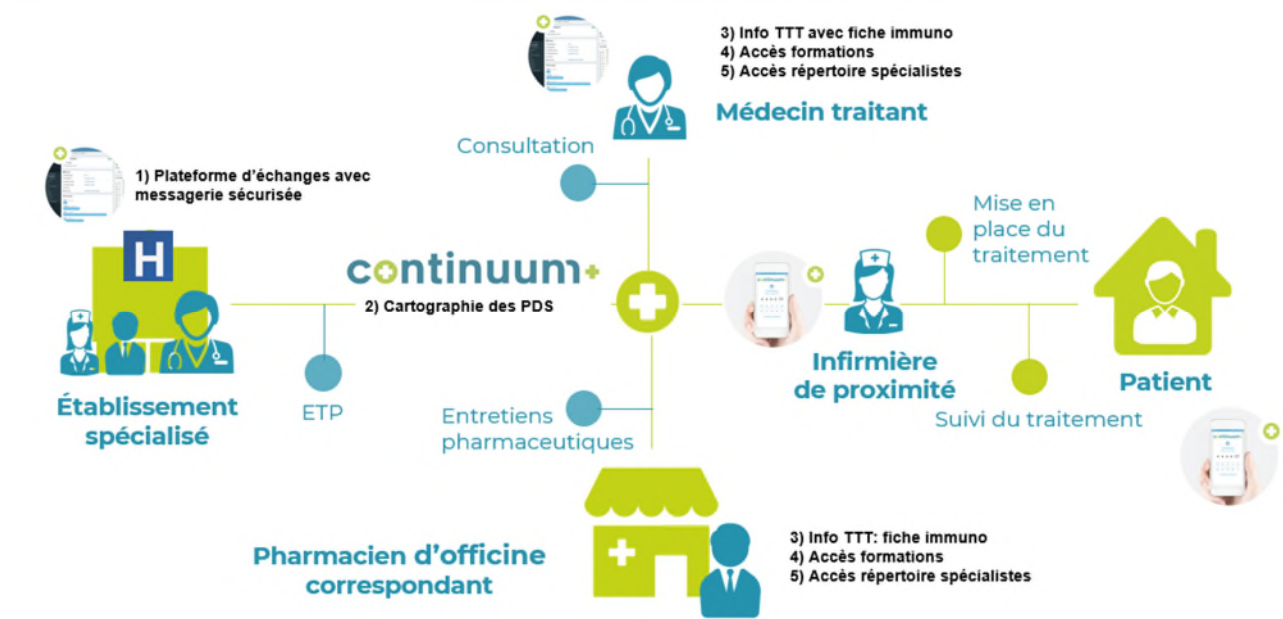 3) Info TTT avec fiche immuno
4) Accès formations
5) Accès répertoire spécialistes
Médecin traitant
Consultation
1) Plateforme d'échanges avec
messagerie sécurisée
H
Établissement
spécialisé
ETP
continuum+
2) Cartographie des PDS
Entretiens
pharmaceutiques
Infirmière
de proximité
Mise en
place du
traitement
Suivi du traitement
Patient
Pharmacien d'officine
correspondant
3) Info TTT: fiche immuno
4) Accès formations
5) Accès répertoire spécialistes